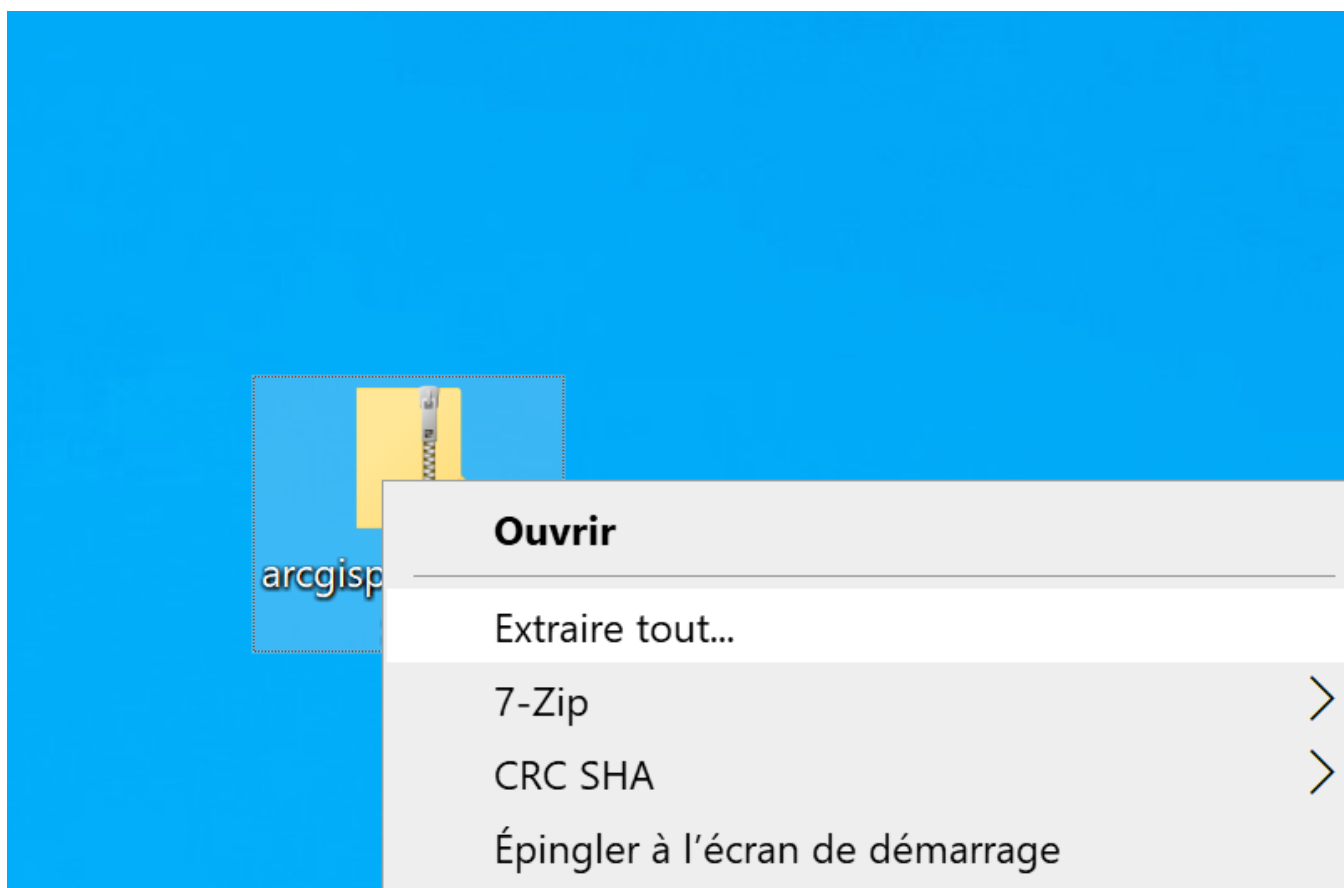 Ouvrir
arcgisp
Extraire tout...
7-Zip
CRC SHA
Épingler à l’écran de démarrage